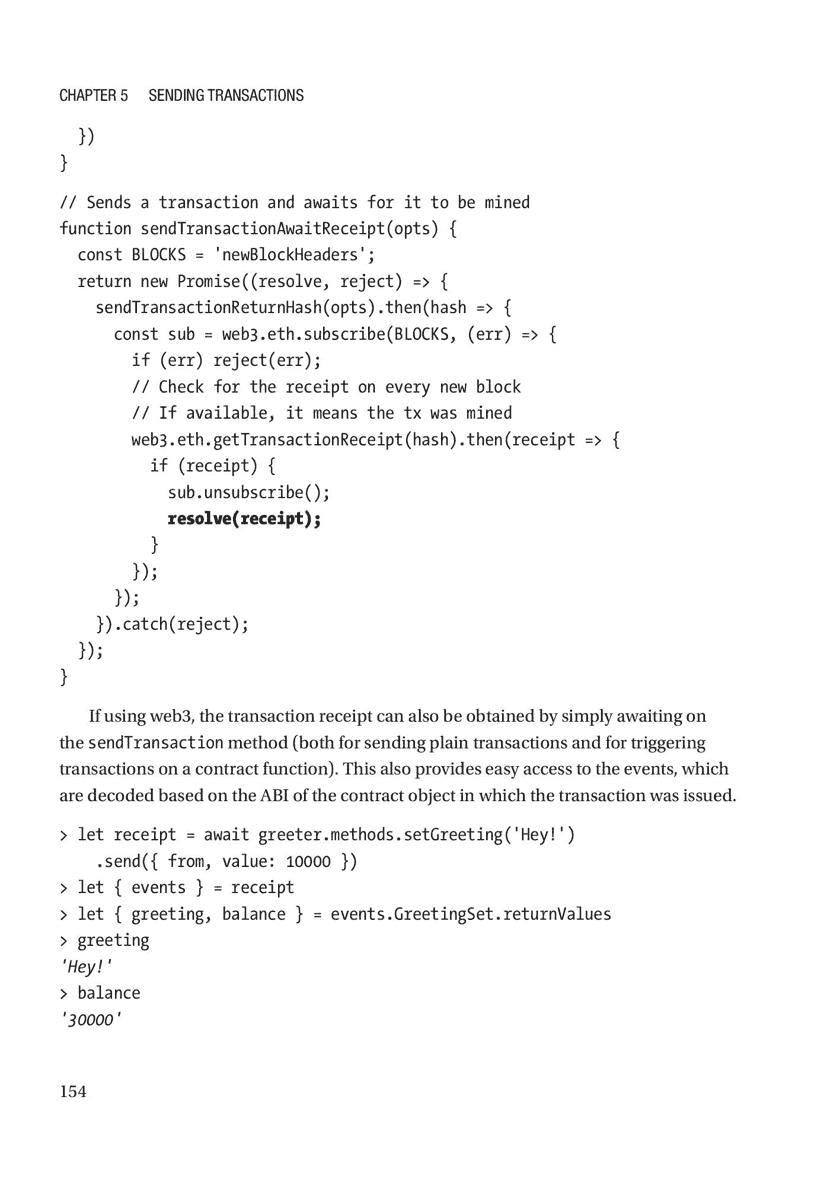 CHAPTER 5 SENDING TRANSACTIONS
})
}
// Sends a transaction and awaits for it to be mined
function sendTransactionAwaitReceipt(opts) {
const BLOCKS = 'newBlockHeaders';
return new Promise((resolve, reject) => {
sendTransactionReturnHash(opts).then(hash => {
const sub = web3.eth.subscribe(BLOCKS, (err) => {
if (err) reject(err);
// Check for the receipt on every new block
// If available, it means the tx was mined
web3.eth.getTransactionReceipt(hash).then(receipt => {
if (receipt) {
sub.unsubscribe();
resolve(receipt);
}
});
});
}).catch(reject);
});
}
If using web3, the transaction receipt can also be obtained by simply awaiting on
the sendTransaction method (both for sending plain transactions and for triggering
transactions on a contract function). This also provides easy access to the events, which
are decoded based on the ABI of the contract object in which the transaction was issued.
> let receipt = await greeter.methods.setGreeting('Hey!')
.send({ from, value: 10000 })
> let { events } = receipt
> let { greeting, balance } = events.GreetingSet.returnValues
> greeting
'Hey!'
> balance
'30000'
154